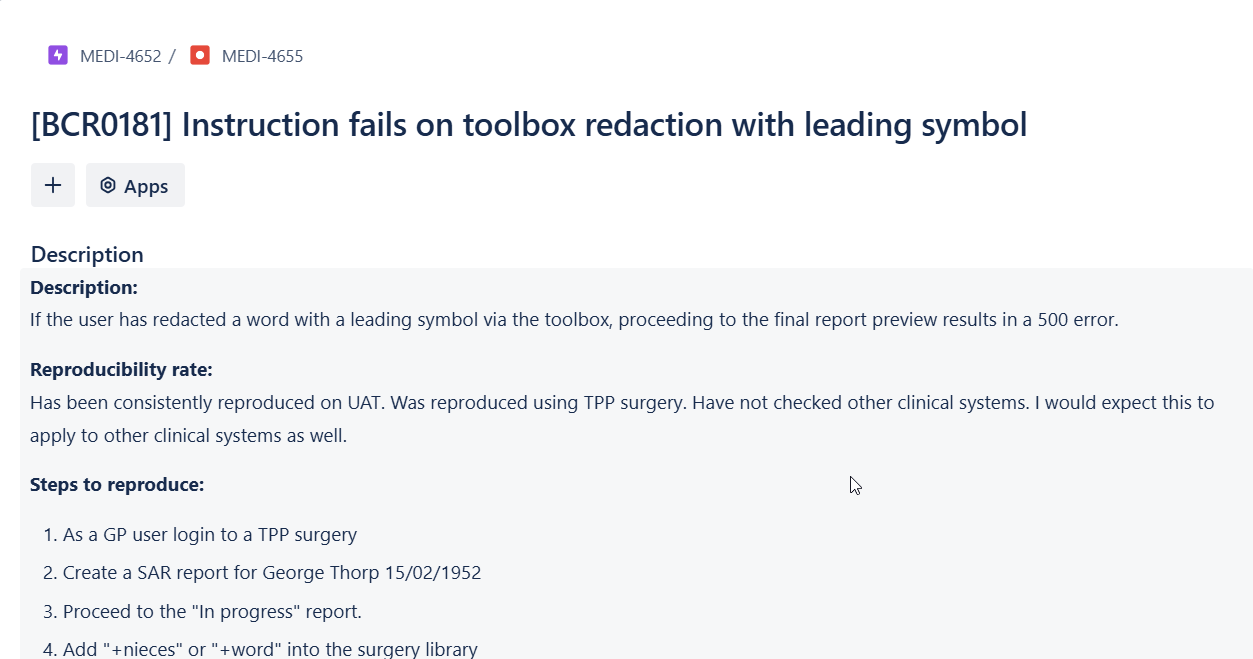 MEDI-4652 / MEDI-4655
[BCR0181] Instruction fails on toolbox redaction with leading symbol
+ Apps
Description
Description:
If the user has redacted a word with a leading symbol via the toolbox, proceeding to the final report preview results in a 500 error.
Reproducibility rate:
Has been consistently reproduced on UAT. Was reproduced using TPP surgery. Have not checked other clinical systems. I would expect this to
apply to other clinical systems as well.
Steps to reproduce:
1. As a GP user login to a TPP surgery
2. Create a SAR report for George Thorp 15/02/1952
3. Proceed to the "In progress" report.
4. Add "+nieces" or "+word" into the surgery library